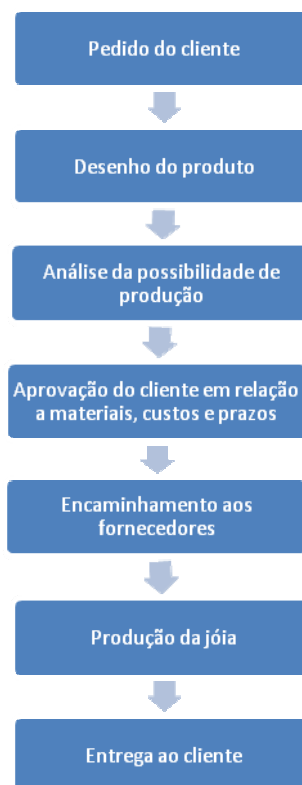 Pedido do cliente
Desenho do produto
Análise da possibilidade de
produção
Aprovação do cliente em relação
a materiais, custos e prazos
Encaminhamento aos
fornecedores
Produção da jóia
Entrega ao cliente